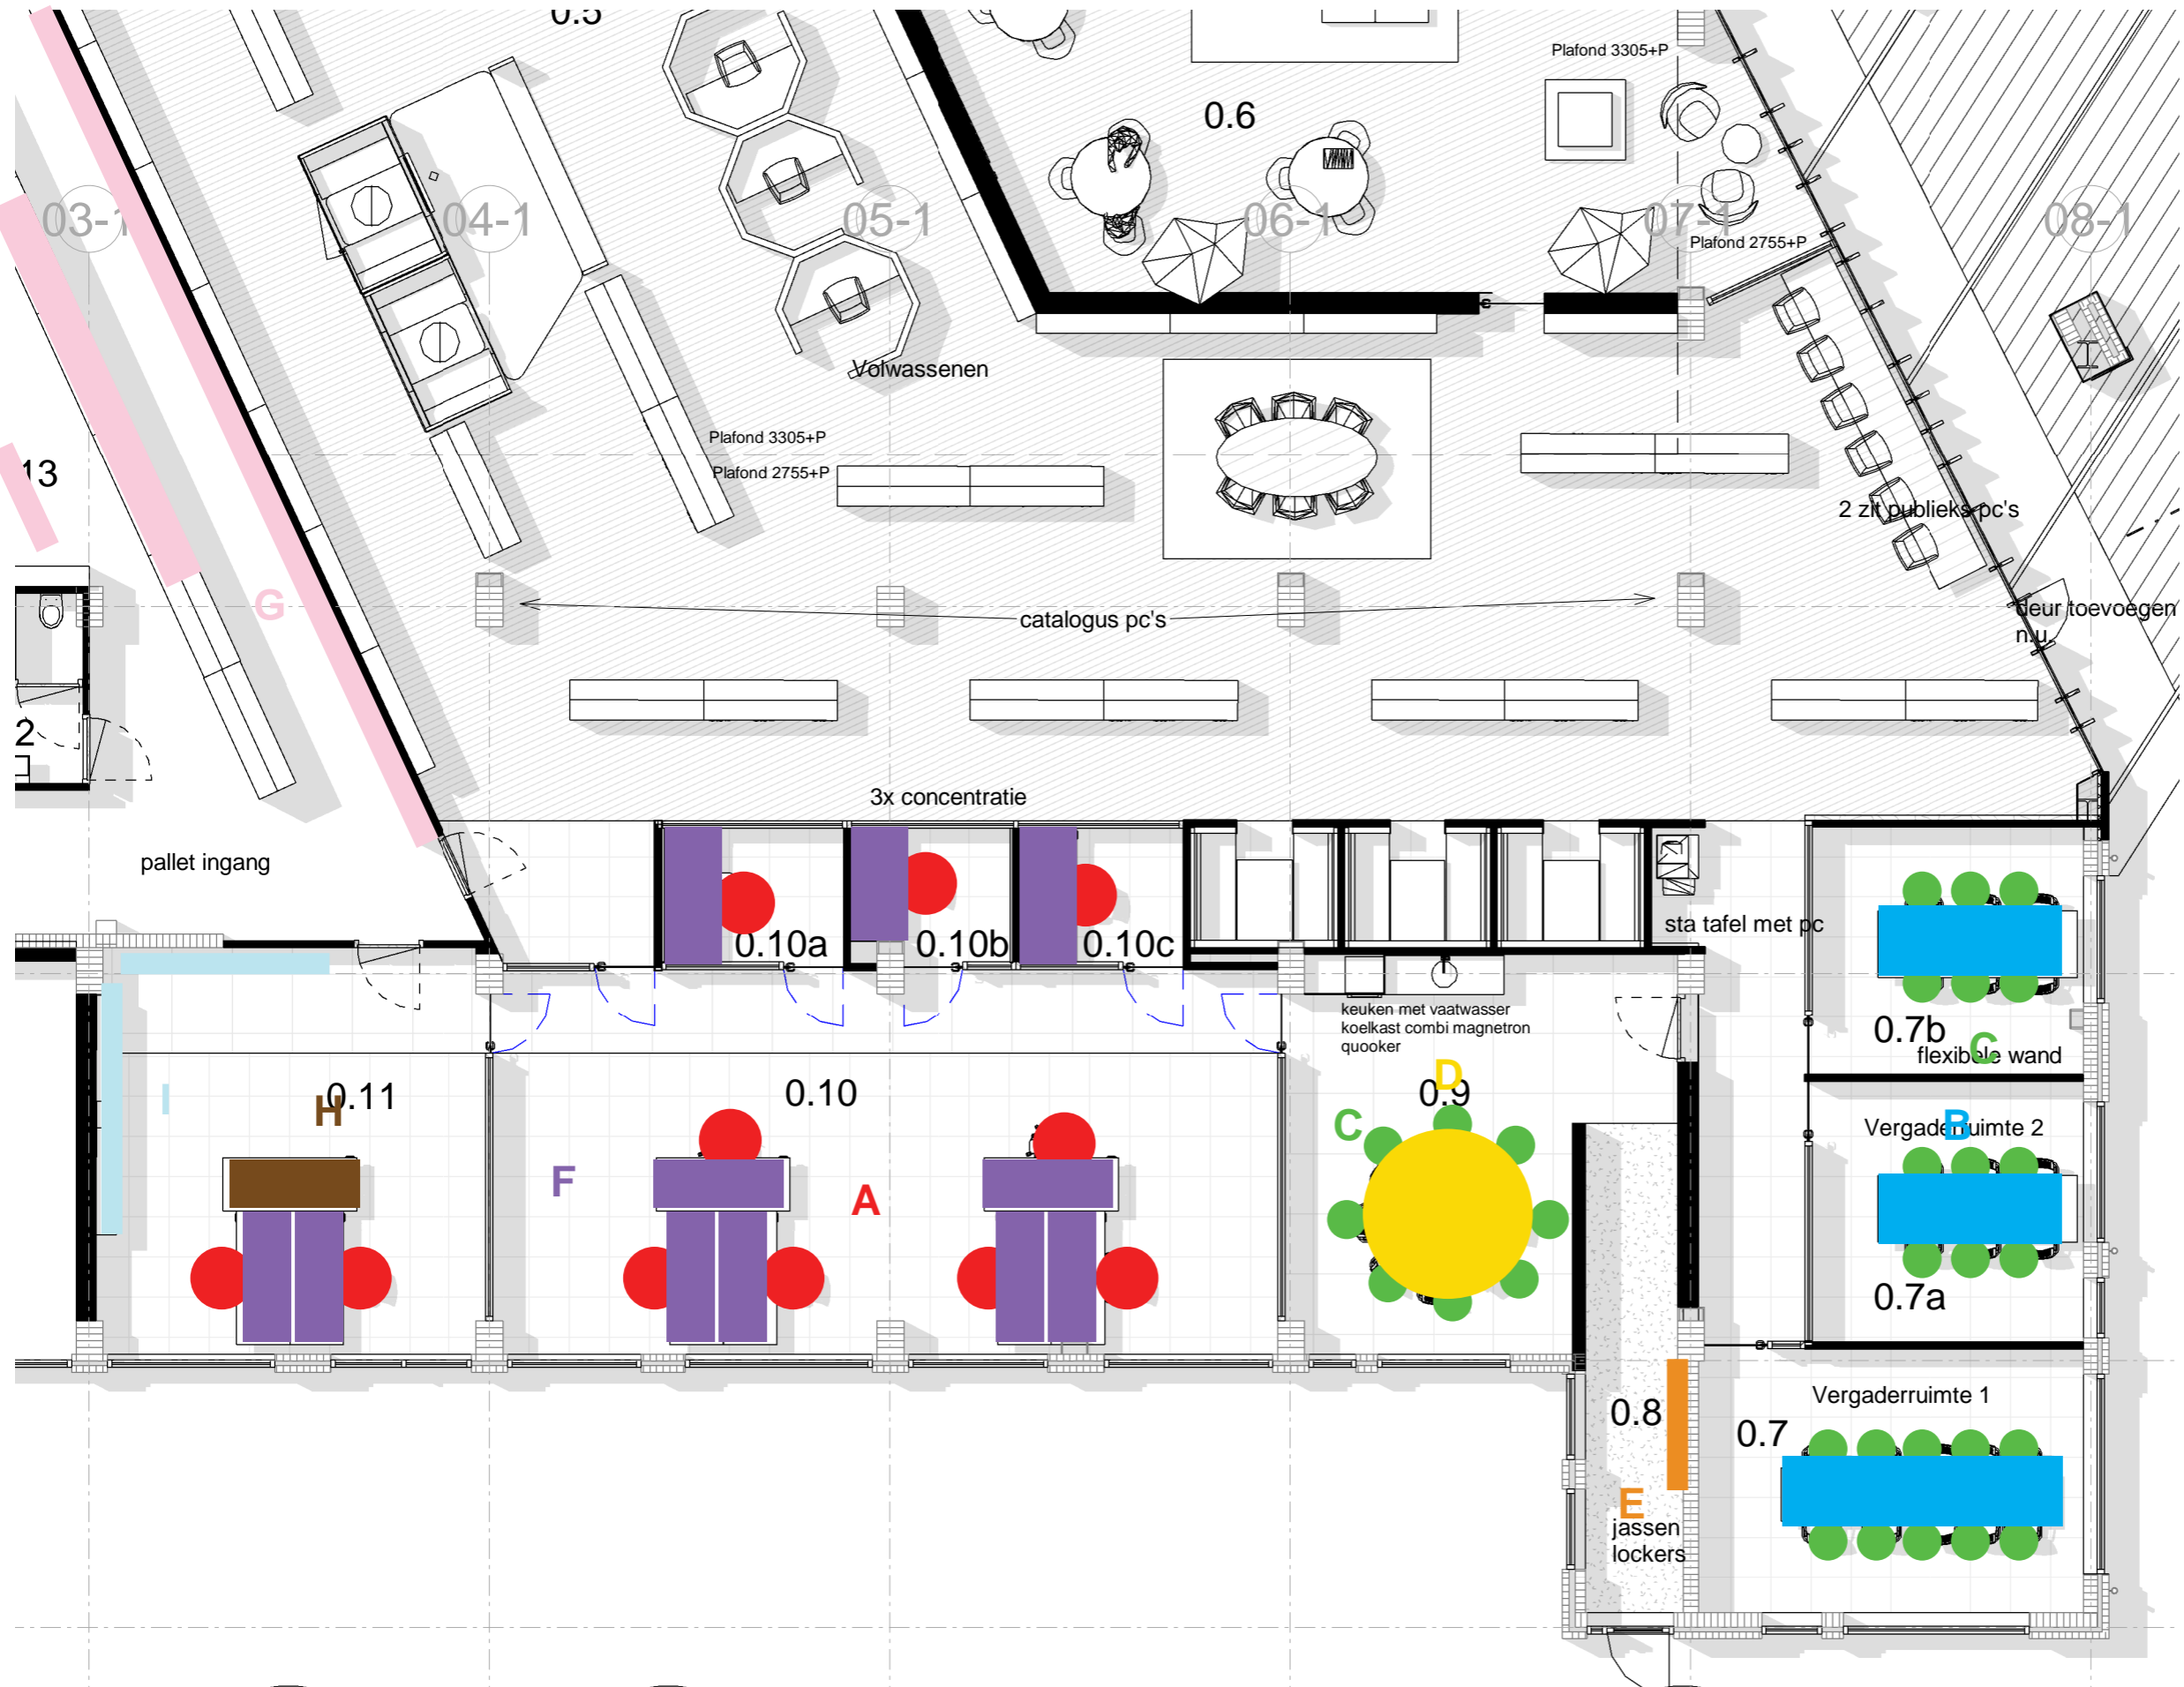 0.5
Plafond 3305+P
0.6
03-1
04-1
05-1
06-1
07-1
08-1
Plafond 2755+P
Volwassenen
Plafond 3305+P
Plafond 2755+P
13
2 zit publieks pc's
G
catalogus pc's
deur toevoegen
n.u.
2
3x concentratie
pallet ingang
sta tafel met pc
0.10a
0.10b
0.10c
keuken met vaatwasser
koelkast combi magnetron
quooker
0.7b
C
flexibele wand
I
H
0.11
0.10
D
0.9
C
B
Vergaderruimte 2
F
A
0.7a
Vergaderruimte 1
0.8
0.7
E
jassen
lockers